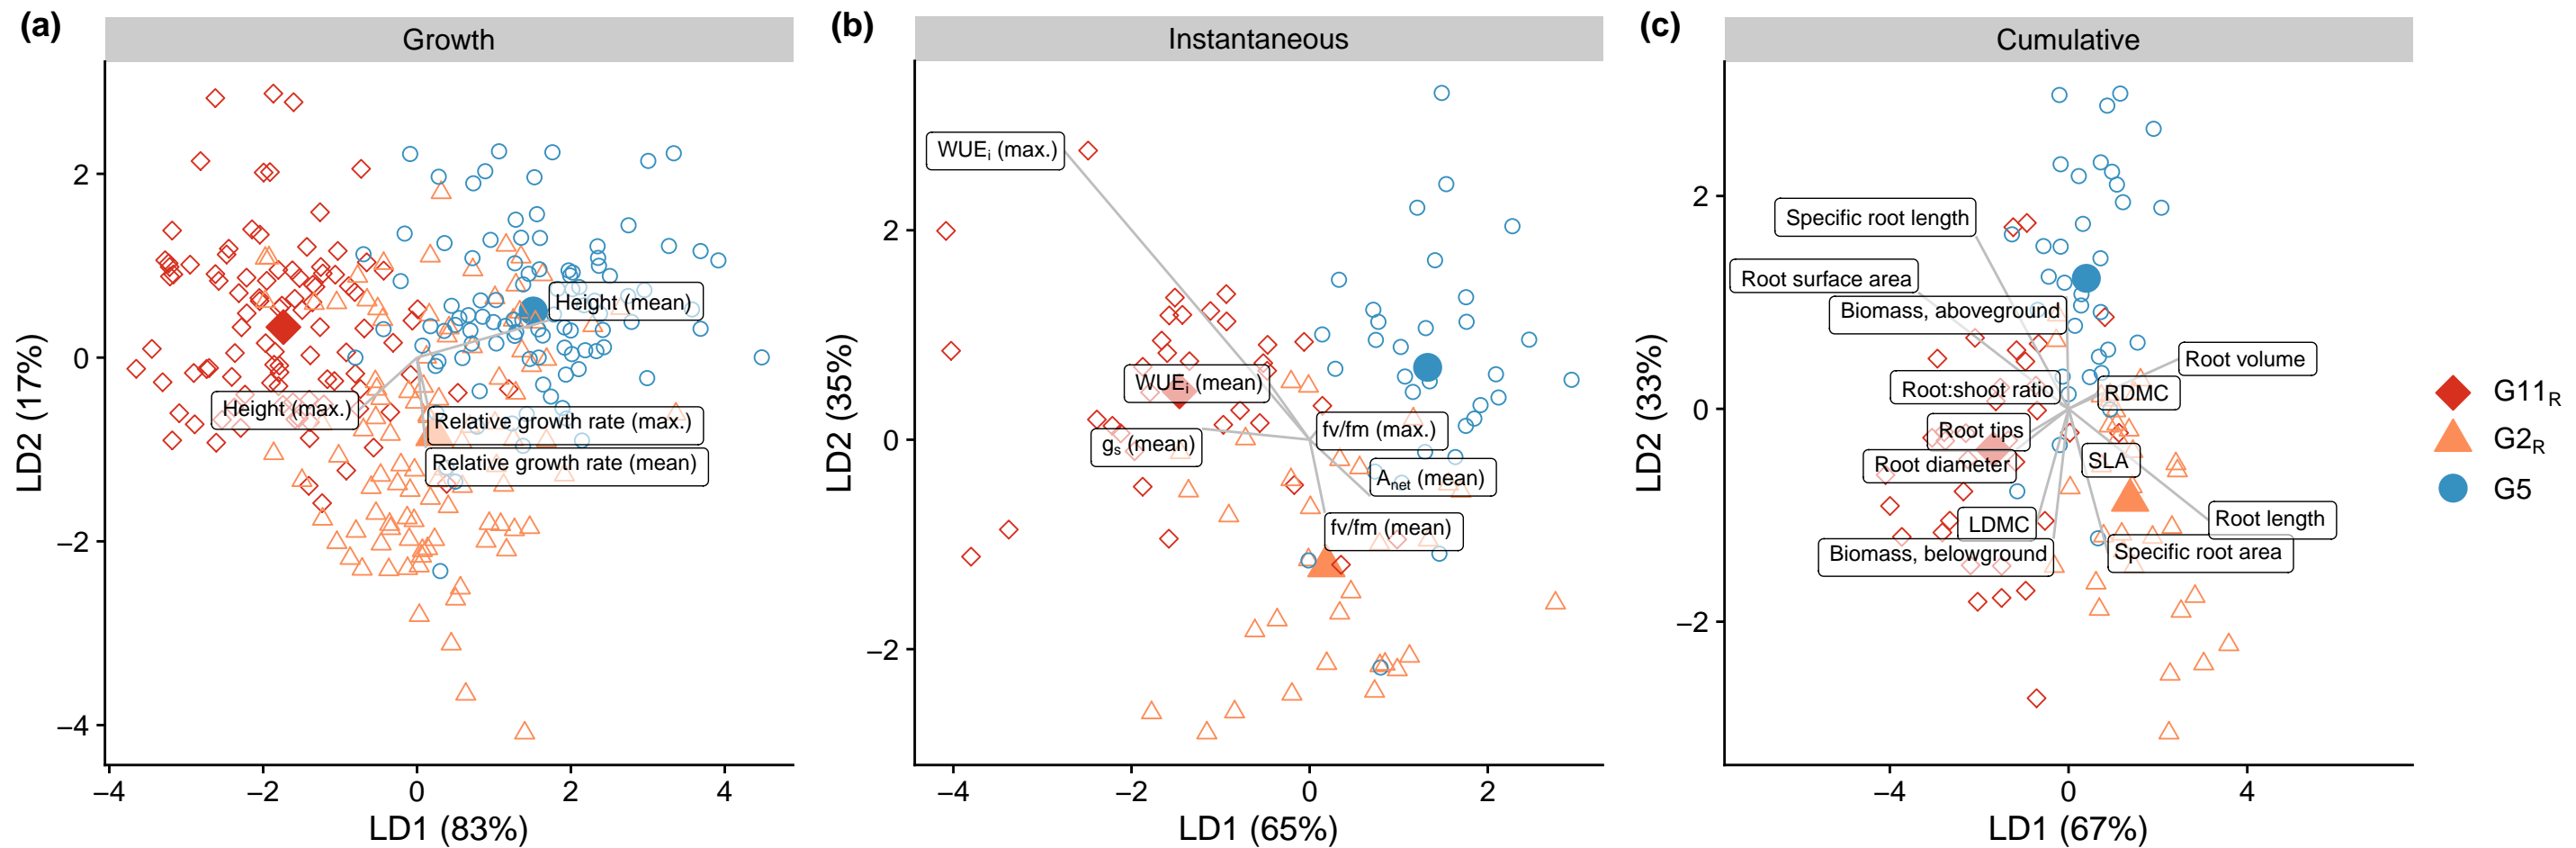 (a)
Growth
LD2 (17%)
2
0
−2
−4
Height (mean)
Height (max.)
Relative growth rate (max.)
Relative growth rate (mean)
−4 −2 0 2 4
LD1 (83%)
(b)
Instantaneous
LD2 (35%)
2
0
−2
WUEi (max.)
WUEi (mean)
fv/fm (max.)
gs (mean)
Anet (mean)
fv/fm (mean)
−4 −2 0 2
LD1 (65%)
(c)
Cumulative
LD2 (33%)
2
0
−2
Specific root length
Root surface area
Biomass, aboveground
Root volume
Root:shoot ratio
RDMC
Root tips
SLA
Root diameter
Root length
LDMC
Biomass, belowground
Specific root area
−4 0 4
LD1 (67%)
G11R
G2R
G5